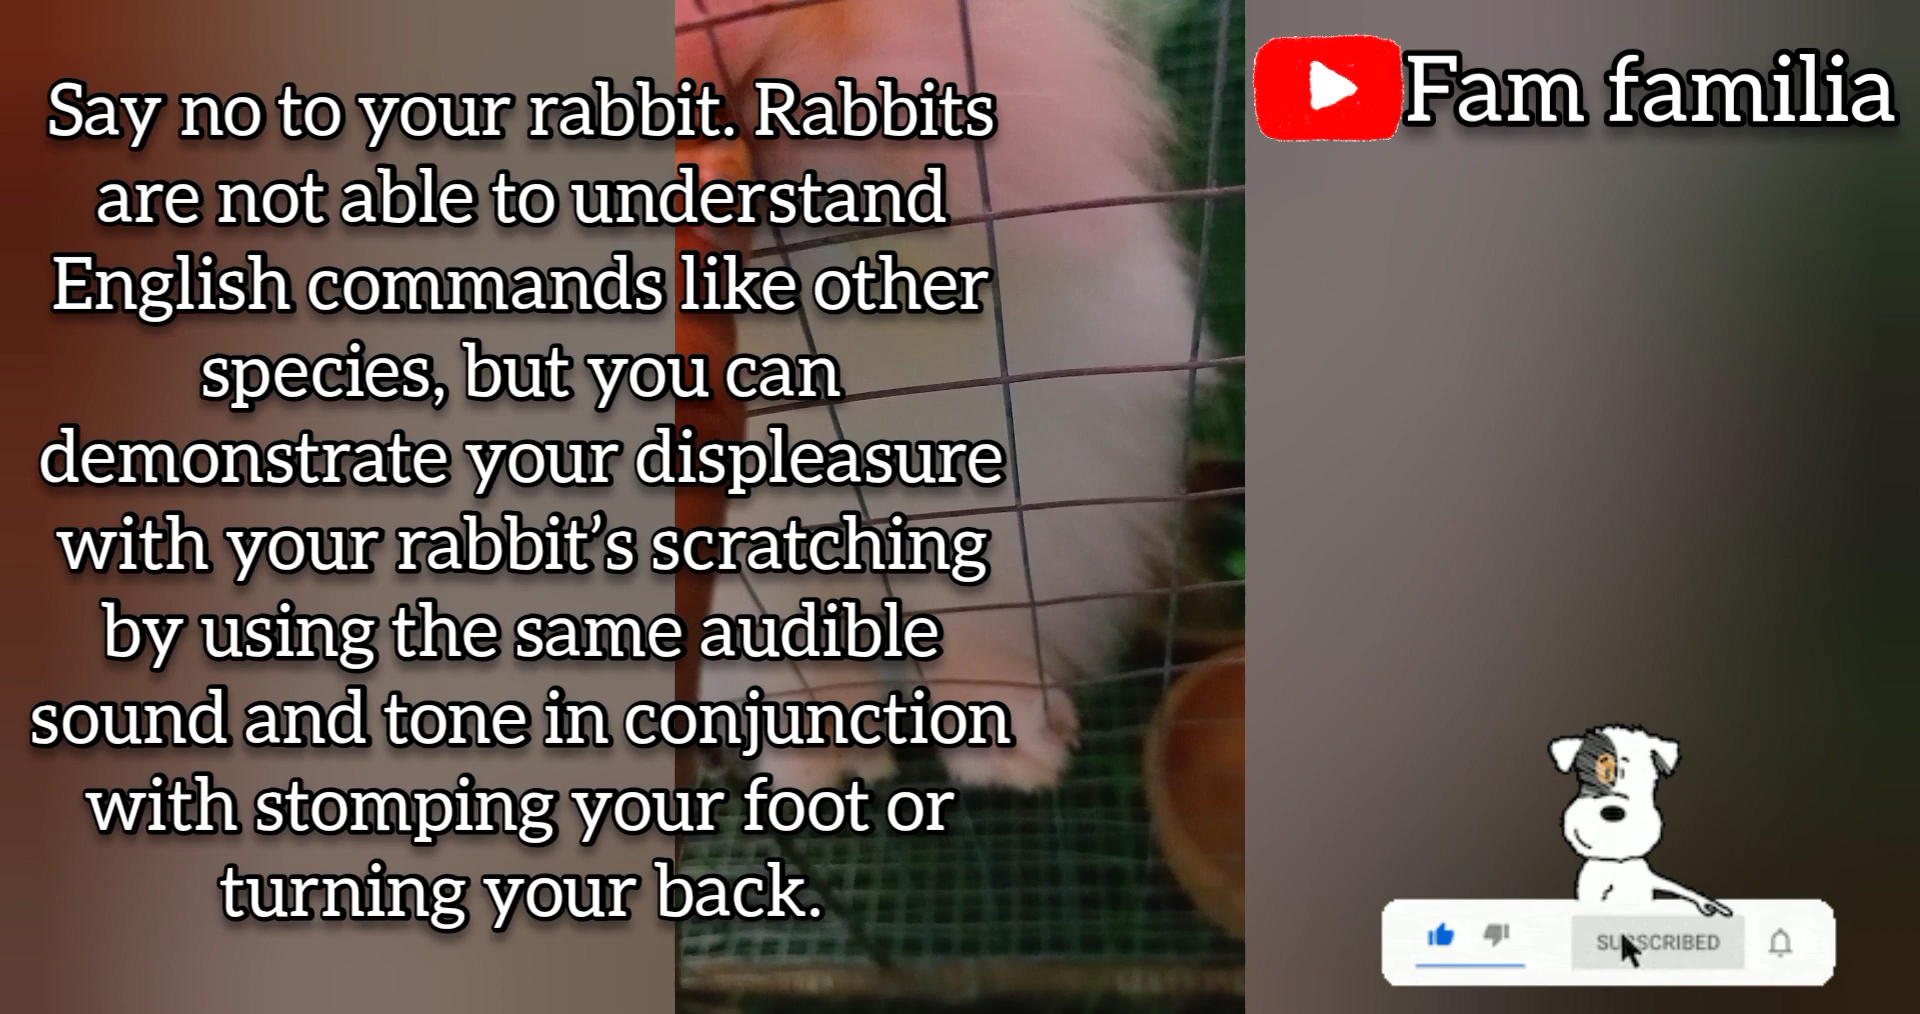 Say no to your rabbit. Rabbits
are not able to understand
English commands like other
species, but you can
demonstrate your displeasure
with your rabbit’s scratching
by using the same audible
sound and tone in conjunction
with stomping your foot or
turning your back.
Fam familia
SUBSCRIBED